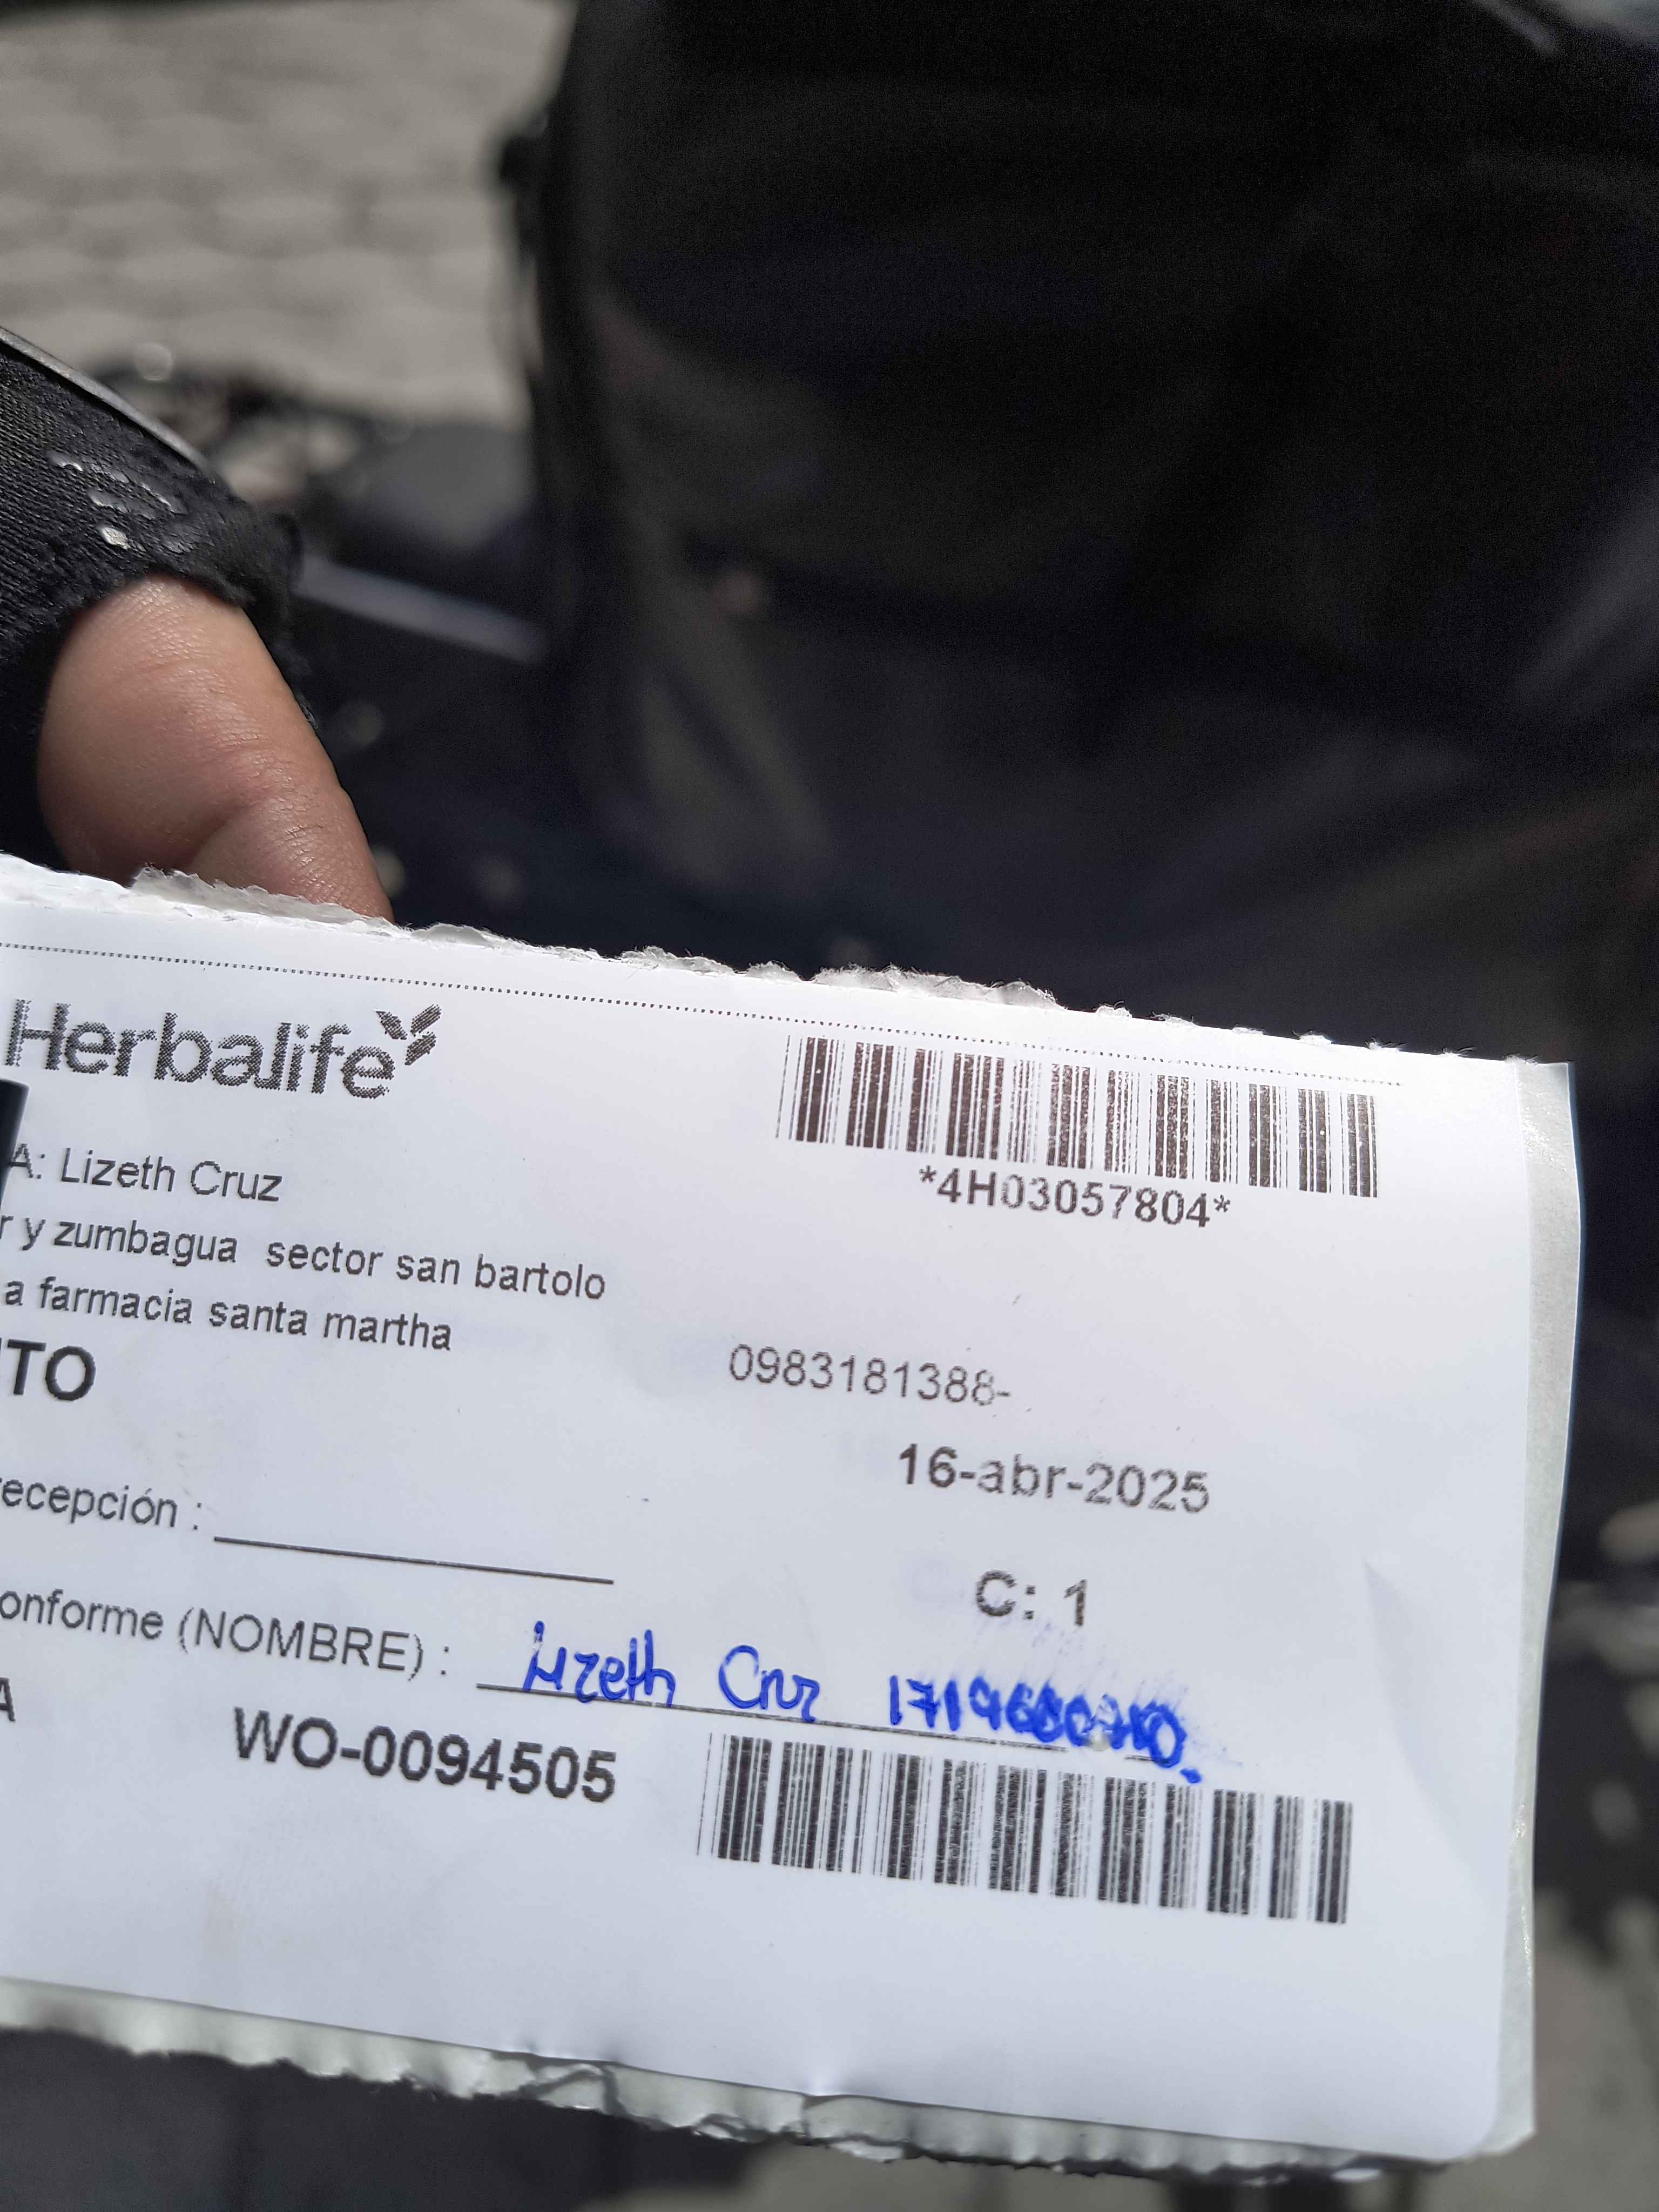 Herbalife
*4H03057804*
A: Lizeth Cruz
r y zumbagua sector san bartolo
a farmacia santa martha
0983181388-
TO
16-abr-2025
ecepción :
C: 1
onforme (NOMBRE) : Lizeth Cruz
A
WO-0094505